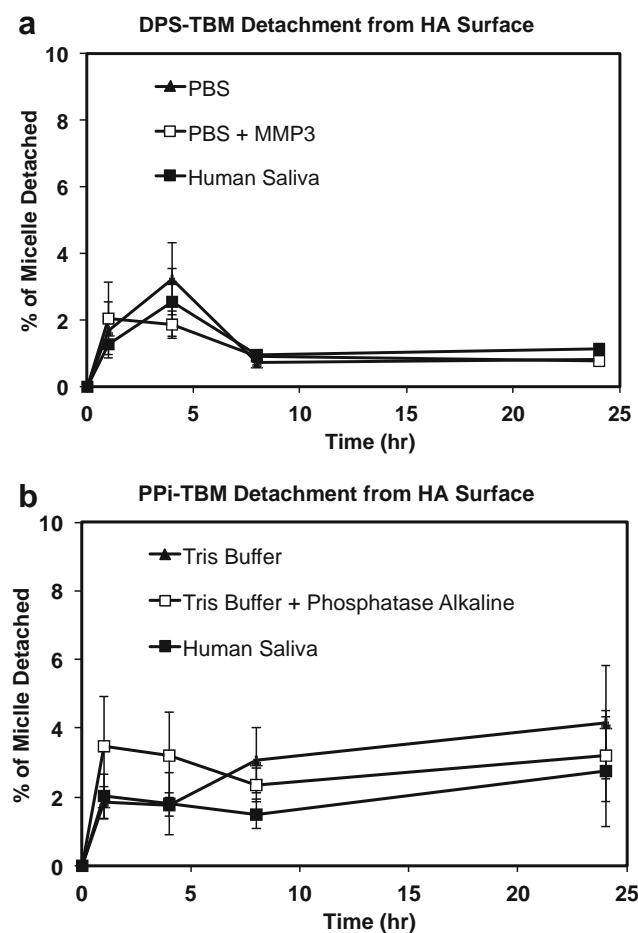 a
DPS-TBM Detachment from HA Surface
10
8
6
4
2
0
% of Micelle Detached
PBS
PBS + MMP3
Human Saliva
0 5 10 15 20 25
Time (hr)
b
PPi-TBM Detachment from HA Surface
10
8
6
4
2
0
% of Miclle Detached
Tris Buffer
Tris Buffer + Phosphatase Alkaline
Human Saliva
0 5 10 15 20 25
Time (hr)